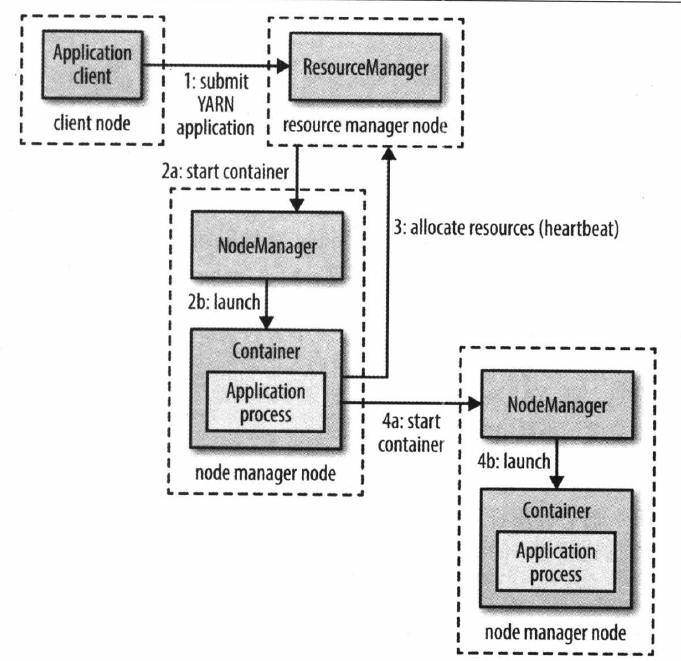 Application
client
client node
1: submit
YARN
application
ResourceManager
resource manager node
2a: start container
NodeManager
2b: launch
Container
Application
process
node manager node
3: allocate resources (heartbeat)
4a: start
container
NodeManager
4b: launch
Container
Application
process
node manager node